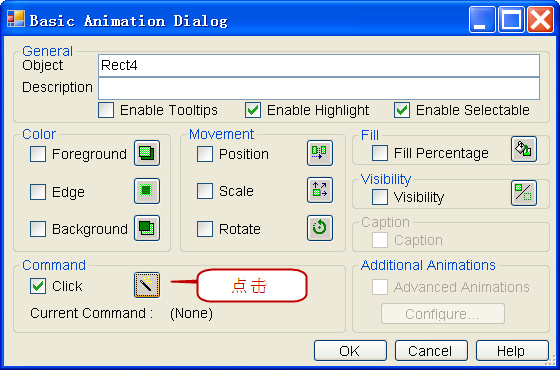 Basic Animation Dialog
General
Object Rect4
Description
Enable Tooltips Enable Highlight Enable Selectable
Color Movement Fill
Foreground Position Fill Percentage
Visibility
Edge Scale Visibility
Background Rotate Caption
Caption
Command Additional Animations
Click 点击 Advanced Animations
Current Command : (None) Configure...
OK Cancel Help